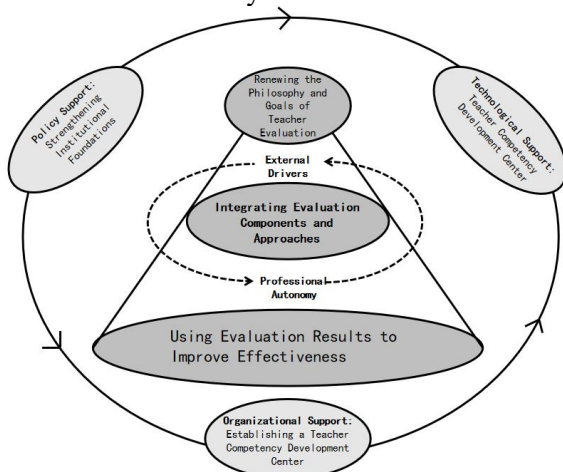 y
Renewing the
Philosophy and
Goals of
Teacher
Evaluation
Policy Support:
Strengthening
Institutional
Foundations
Technological Support:
Teacher Competency
Development Center
External
Drivers
Integrating Evaluation
Components and
Approaches
Professional
Autonomy
Using Evaluation Results to
Improve Effectiveness
Organizational Support:
Establishing a Teacher
Competency Development
Center